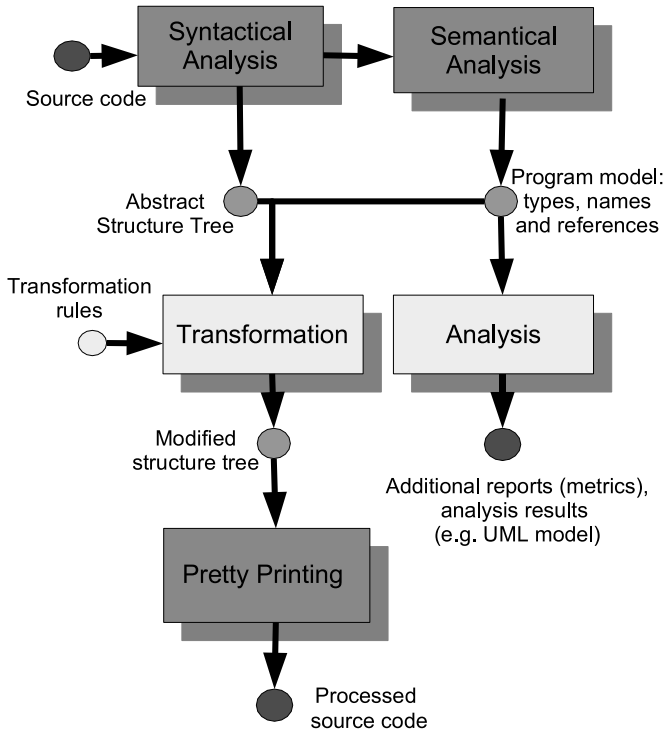 Syntactical
Analysis
Semantical
Analysis
Source code
Abstract
Structure Tree
Program model:
types, names
and references
Transformation
rules
Transformation
Analysis
Modified
structure tree
Additional reports (metrics),
analysis results
(e.g. UML model)
Pretty Printing
Processed
source code